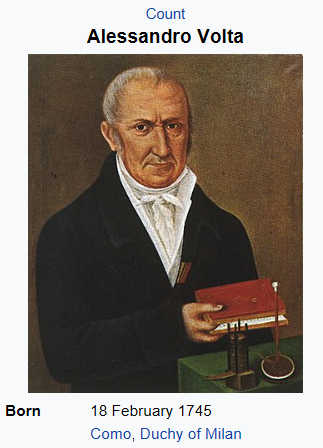 Count
Alessandro Volta
Born 18 February 1745
Como, Duchy of Milan